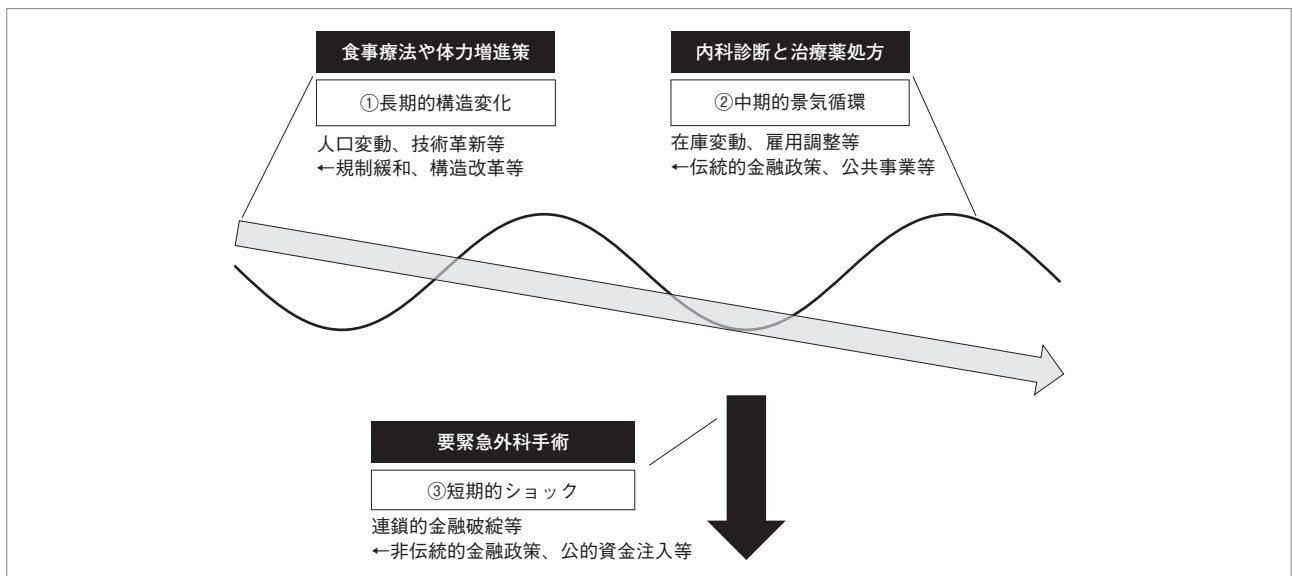 食事療法や体力増進策
①長期的構造変化
人口変動、技術革新等
←規制緩和、構造改革等
内科診断と治療薬処方
②中期的景気循環
在庫変動、雇用調整等
←伝統的金融政策、公共事業等
要緊急外科手術
③短期的ショック
連鎖的金融破綻等
←非伝統的金融政策、公的資金注入等